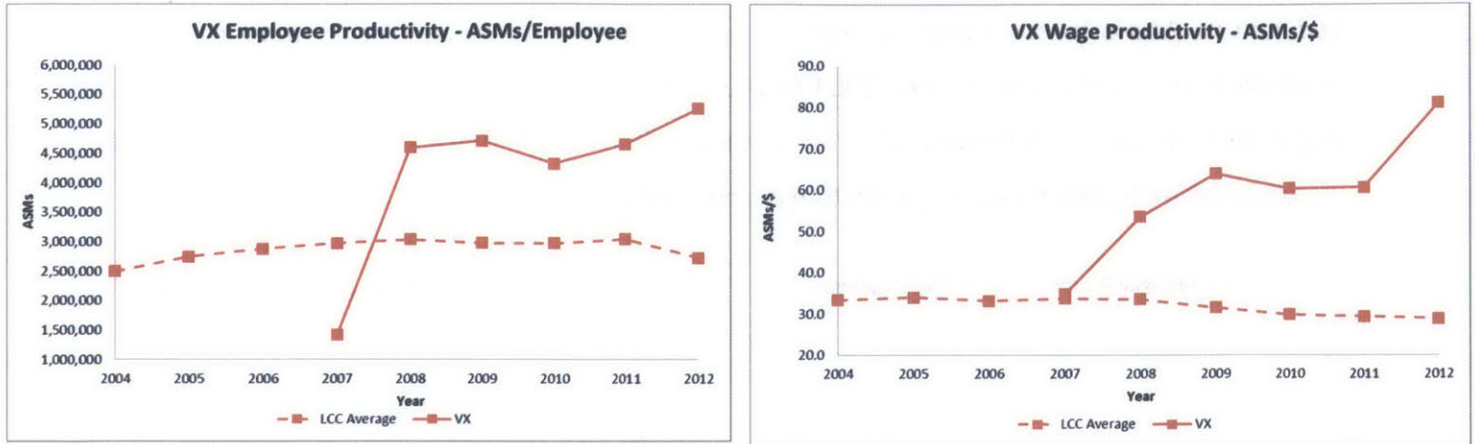 VX Employee Productivity - ASMs/Employee
6,000,000
5,500,000
5,000,000
4,500,000
4,000,000
3,500,000
3,000,000
2,500,000
2,000,000
1,500,000
1,000,000
ASMs
2004 2005 2006 2007 2008 2009 2010 2011 2012
Year
LCC Average VX
VX Wage Productivity - ASMs/$
90.0
80.0
70.0
60.0
50.0
40.0
30.0
20.0
ASMs/$
2004 2005 2006 2007 2008 2009 2010 2011 2012
Year
LCC Average VX